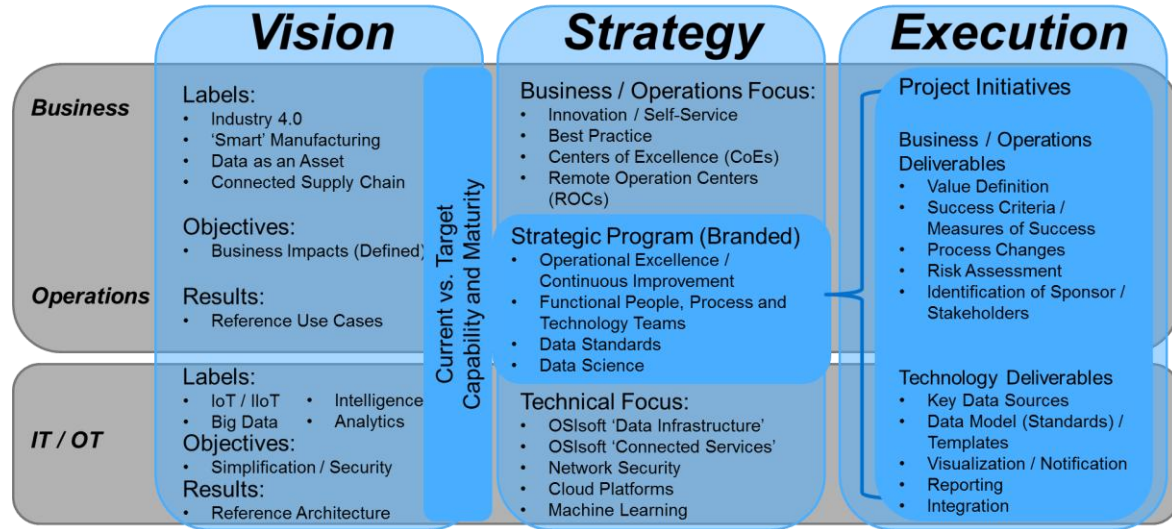 Vision
Strategy
Execution
Business
Operations
IT / OT
Labels:
• Industry 4.0
• ‘Smart’ Manufacturing
• Data as an Asset
• Connected Supply Chain
Objectives:
• Business Impacts (Defined)
Results:
• Reference Use Cases
Labels:
• IoT / IIoT • Intelligence
• Big Data • Analytics
Objectives:
• Simplification / Security
Results:
• Reference Architecture
Current vs. Target
Capability and Maturity
Business / Operations Focus:
• Innovation / Self-Service
• Best Practice
• Centers of Excellence (CoEs)
• Remote Operation Centers
(ROCs)
Strategic Program (Branded)
• Operational Excellence /
Continuous Improvement
• Functional People, Process and
Technology Teams
• Data Standards
• Data Science
Technical Focus:
• OSIsoft ‘Data Infrastructure’
• OSIsoft ‘Connected Services’
• Network Security
• Cloud Platforms
• Machine Learning
Project Initiatives
Business / Operations
Deliverables
• Value Definition
• Success Criteria /
Measures of Success
• Process Changes
• Risk Assessment
• Identification of Sponsor /
Stakeholders
Technology Deliverables
• Key Data Sources
• Data Model (Standards) /
Templates
• Visualization / Notification
• Reporting
• Integration